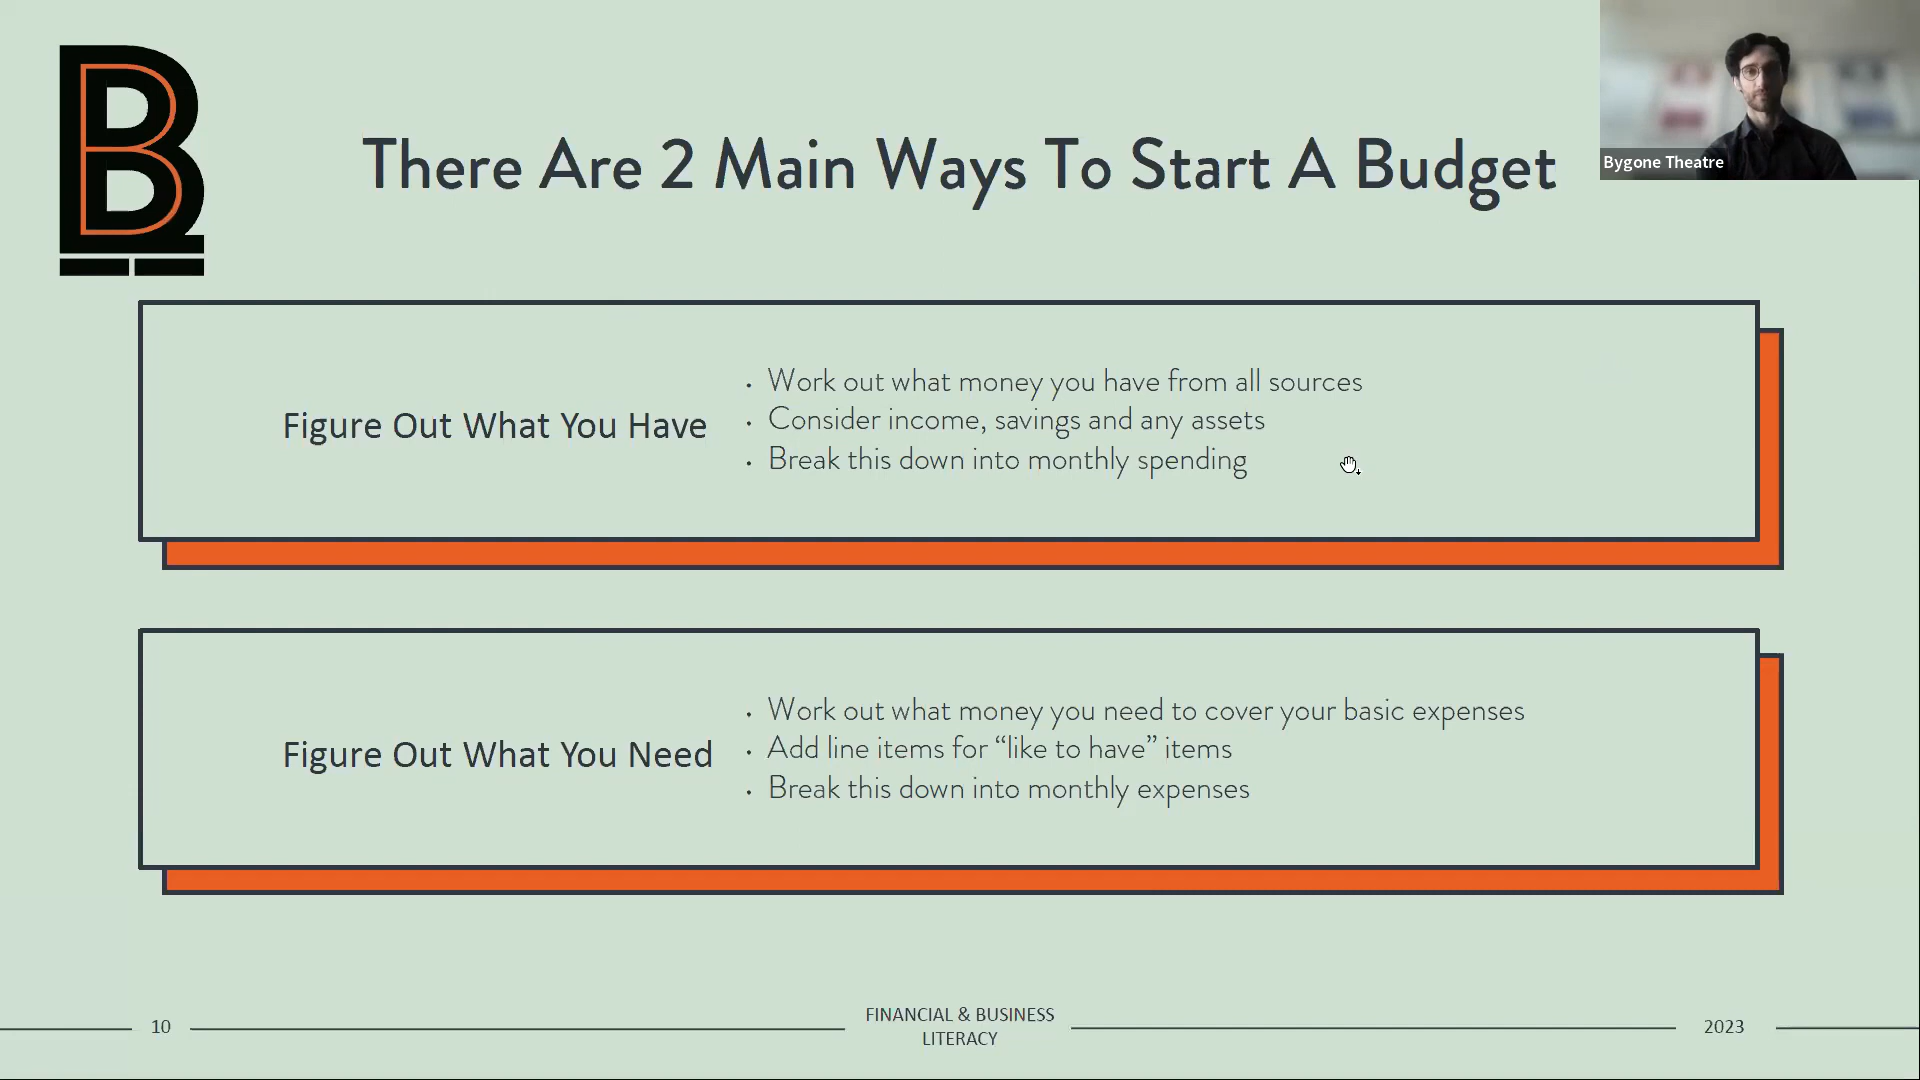 B
There Are 2 Main Ways To Start A Budget
Bygone Theatre
Figure Out What You Have
• Work out what money you have from all sources
• Consider income, savings and any assets
• Break this down into monthly spending
Figure Out What You Need
• Work out what money you need to cover your basic expenses
• Add line items for “like to have” items
• Break this down into monthly expenses
10
FINANCIAL & BUSINESS
LITERACY
2023